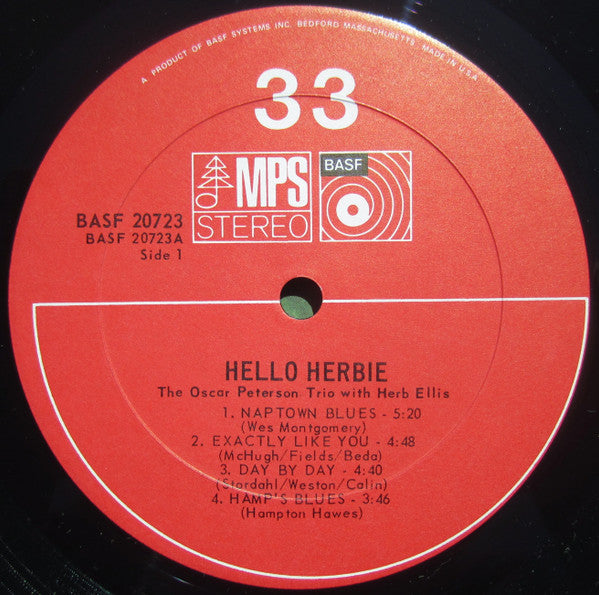 A PRODUCT OF BASF SYSTEMS INC. BEDFORD MASSACHUSETTS, MADE IN U.S.A.
33
MPS
STEREO
BASF
BASF 20723
BASF 20723A
Side 1
HELLO HERBIE
The Oscar Peterson Trio with Herb Ellis
1. NAPTOWN BLUES - 5:20
(Wes Montgomery)
2. EXACTLY LIKE YOU - 4:48
(McHugh/Fields/Beda)
3. DAY BY DAY - 4:40
(Stordahl/Weston/Calin)
4. HAMP'S BLUES - 3:46
(Hampton Hawes)